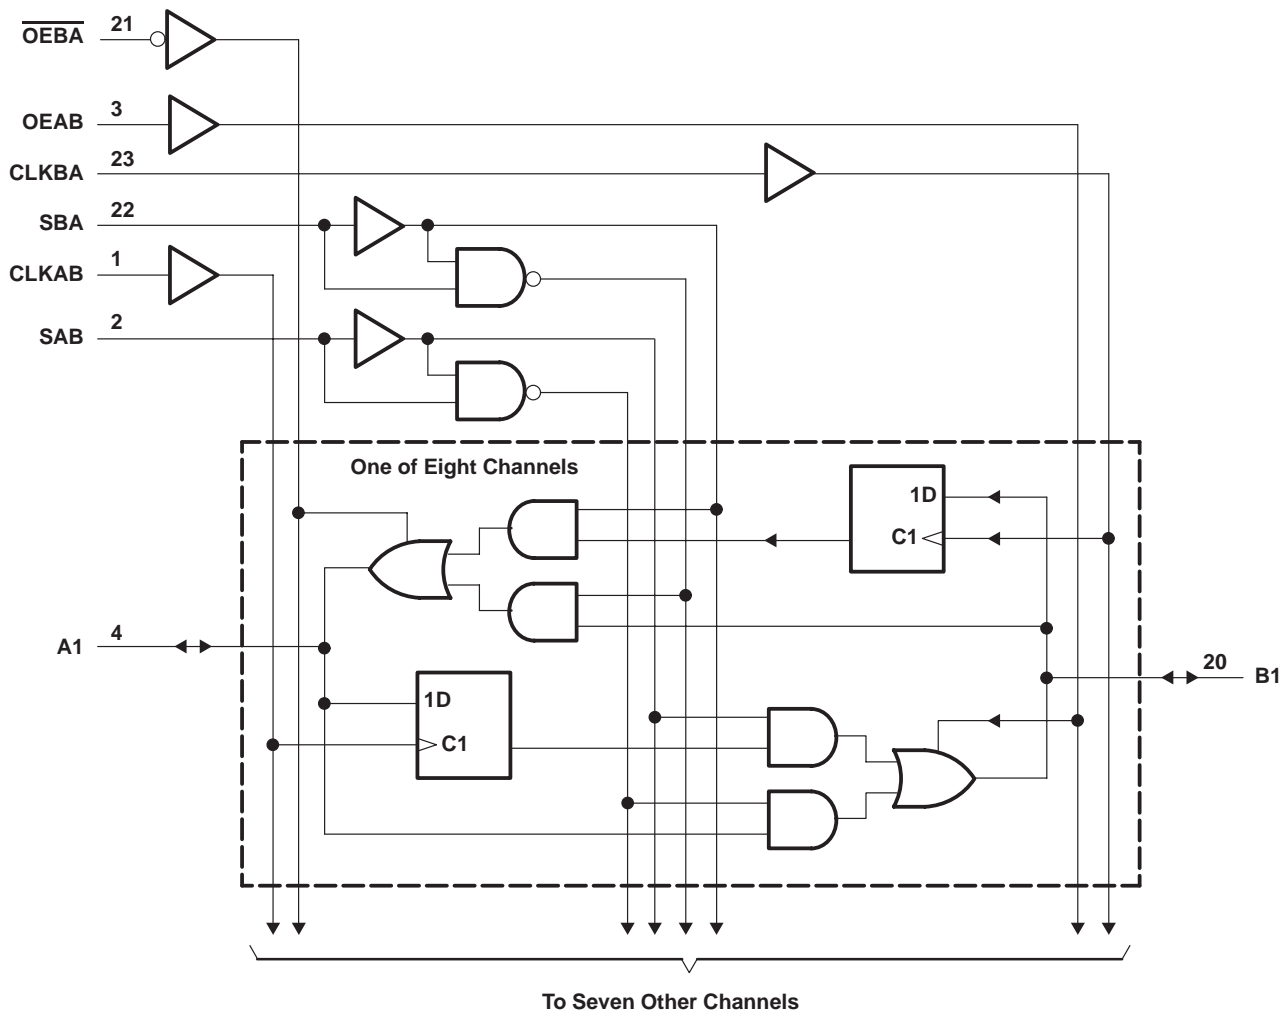 OEBA 21
OEAB 3
CLKBA 23
SBA 22
CLKAB 1
SAB 2
One of Eight Channels
1D
C1
A1 4
1D
C1
20 B1
To Seven Other Channels